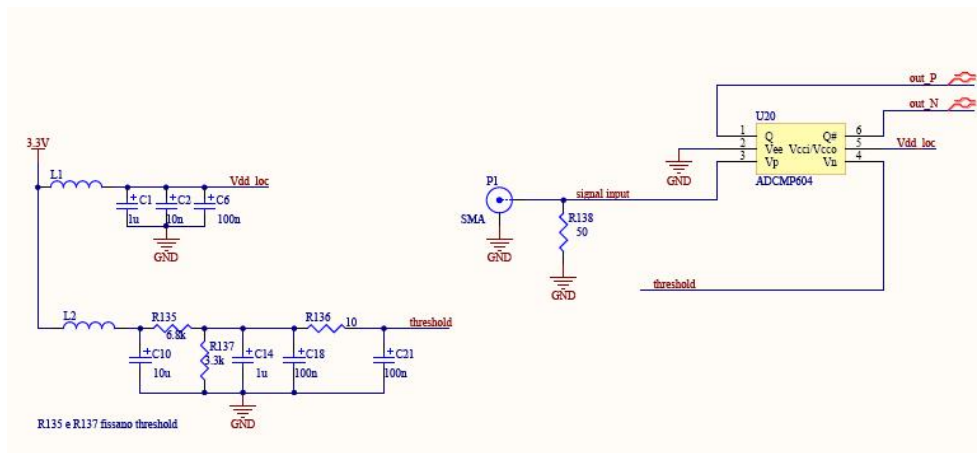 out_P
out_N
U20
1 Q Q# 6
2 Vee Vcci/Vcco 5 Vdd_loc
3 Vp Vn 4
ADCMP604
GND
3.3V
L1
Vdd_loc
C1 C2 C6
1u 10n 100n
GND
P1
SMA
signal input
R138
50
GND
GND
threshold
L2
R135
6.8k
R136
10
threshold
R137
3.3k
C10
10u
C14
1u
C18
100n
C21
100n
GND
R135 e R137 fissano threshold